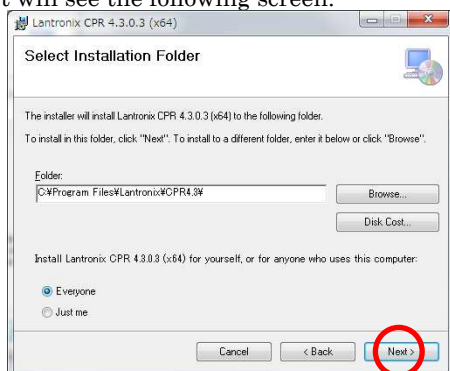 t will see the following screen.
Lantronix CPR 4.3.0.3 (x64)
Select Installation Folder
The installer will install Lantronix CPR 4.3.0.3 (x64) to the following folder.
To install in this folder, click "Next". To install to a different folder, enter it below or click "Browse".
Folder:
C:¥Program Files¥Lantronix¥CPR4.3¥
Browse...
Disk Cost...
Install Lantronix CPR 4.3.0.3 (x64) for yourself, or for anyone who uses this computer:
Everyone
Just me
Cancel < Back Next >